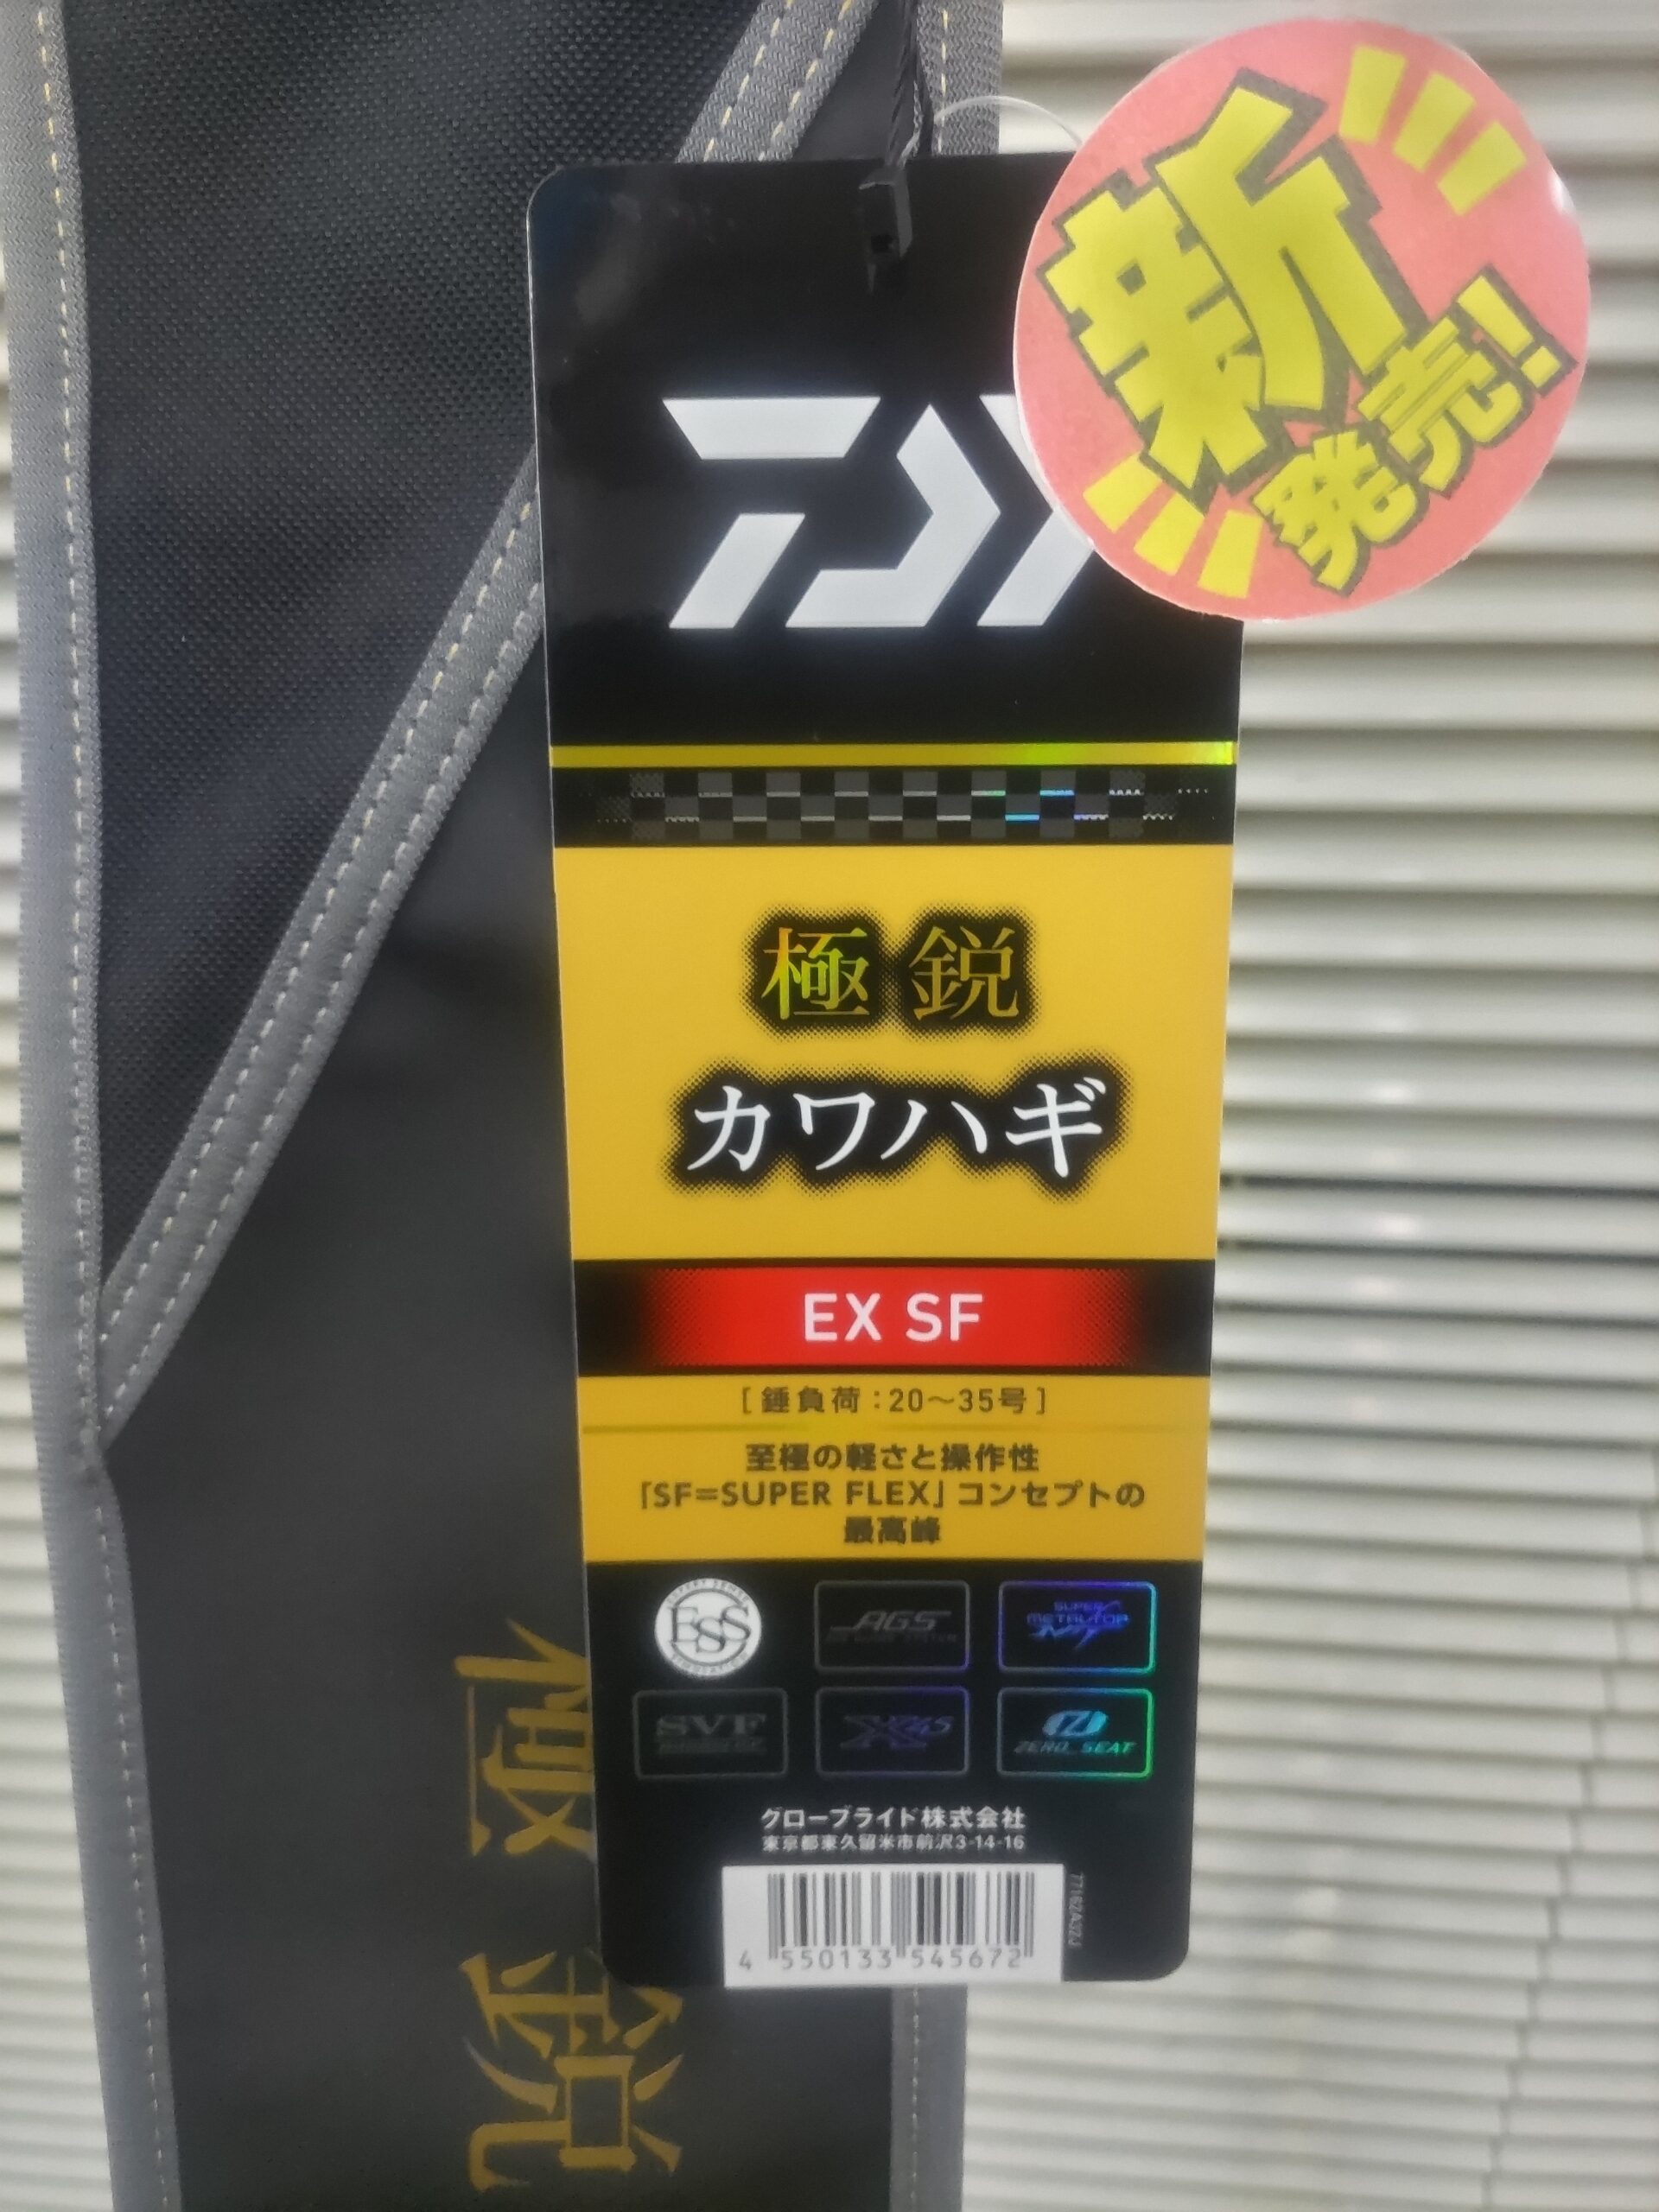 新
発売!
極鋭
カワハギ
EX SF
[錘負荷:20～35号]
至極の軽さと操作性
「SF=SUPER FLEX」コンセプトの
最高峰
ESS
AGS
SUPER
METAL-TOP
SVF
X45
ZERO SEAT
グローブライド株式会社
東京都東久留米市前沢3-14-16
4 550133 545672
極鋭